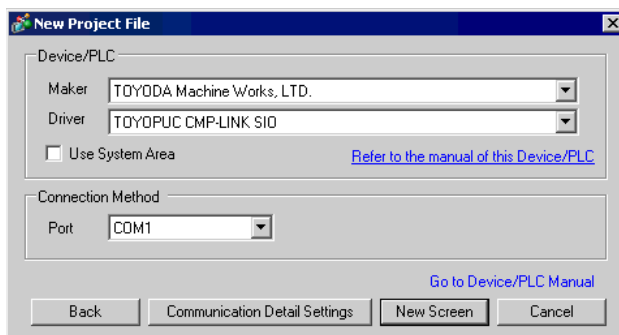 New Project File
Device/PLC
Maker TOYODA Machine Works, LTD.
Driver TOYOPUC CMP-LINK SIO
Use System Area Refer to the manual of this Device/PLC
Connection Method
Port COM1
Go to Device/PLC Manual
Back Communication Detail Settings New Screen Cancel